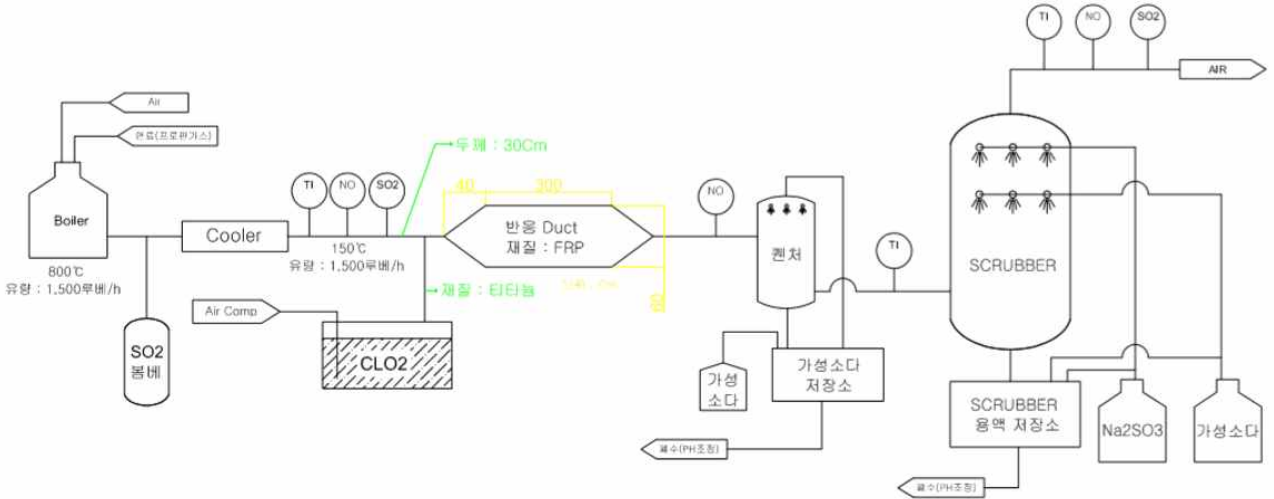 TI
NO
SO2
AIR
Air
연료(프로판가스)
두께 : 30Cm
TI
NO
SO2
40
300
NO
Boiler
Cooler
반응 Duct
재질 : FRP
켄처
TI
SCRUBBER
150℃
유량 : 1,500루베/h
800℃
유량 : 1,500루베/h
60
재질 : 티타늄
Air Comp
SO2
봄베
CLO2
가성
소다
가성소다
저장소
SCRUBBER
용액 저장소
Na2SO3
가성소다
폐수(PH조정)
폐수(PH조정)